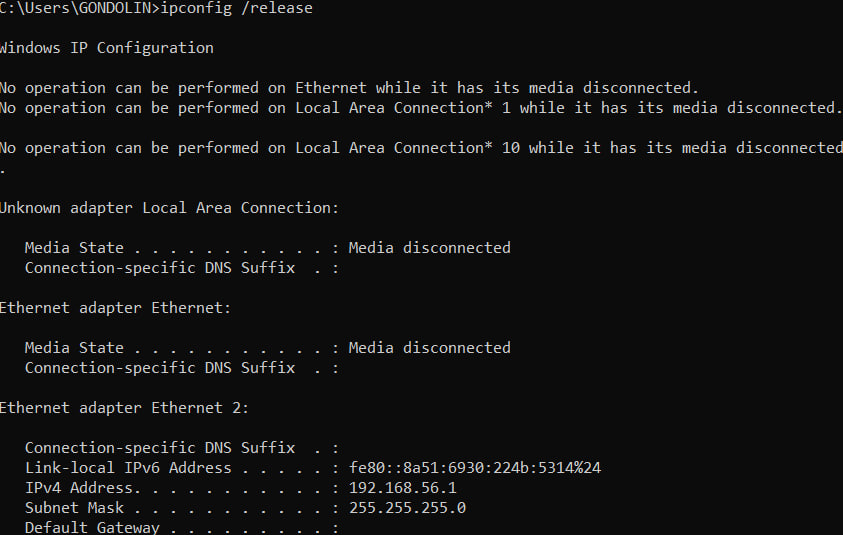 C:\Users\GONDOLIN>ipconfig /release
Windows IP Configuration
No operation can be performed on Ethernet while it has its media disconnected.
No operation can be performed on Local Area Connection* 1 while it has its media disconnected.
No operation can be performed on Local Area Connection* 10 while it has its media disconnected
.
Unknown adapter Local Area Connection:
   Media State . . . . . . . . . . . : Media disconnected
   Connection-specific DNS Suffix  . :
Ethernet adapter Ethernet:
   Media State . . . . . . . . . . . : Media disconnected
   Connection-specific DNS Suffix  . :
Ethernet adapter Ethernet 2:
   Connection-specific DNS Suffix  . :
   Link-local IPv6 Address . . . . . : fe80::8a51:6930:224b:5314%24
   IPv4 Address. . . . . . . . . . . : 192.168.56.1
   Subnet Mask . . . . . . . . . . . : 255.255.255.0
   Default Gateway . . . . . . . . . :